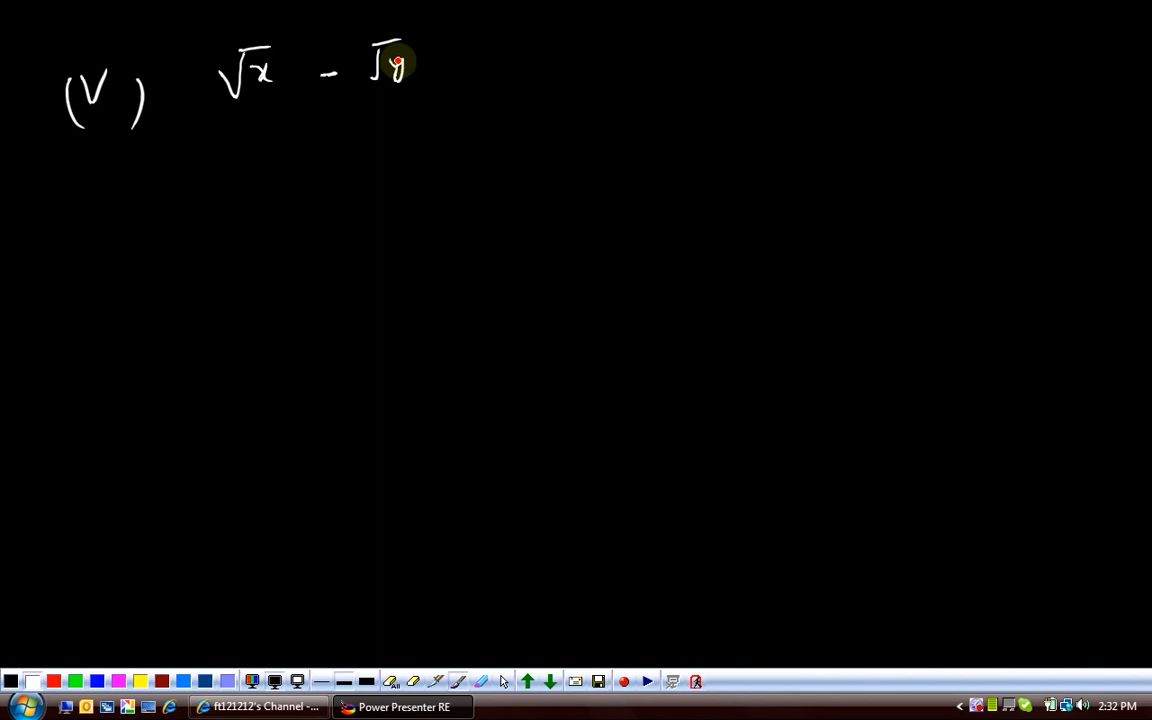 (V) √x - √y
ft121212's Channel -... Power Presenter RE 2:32 PM